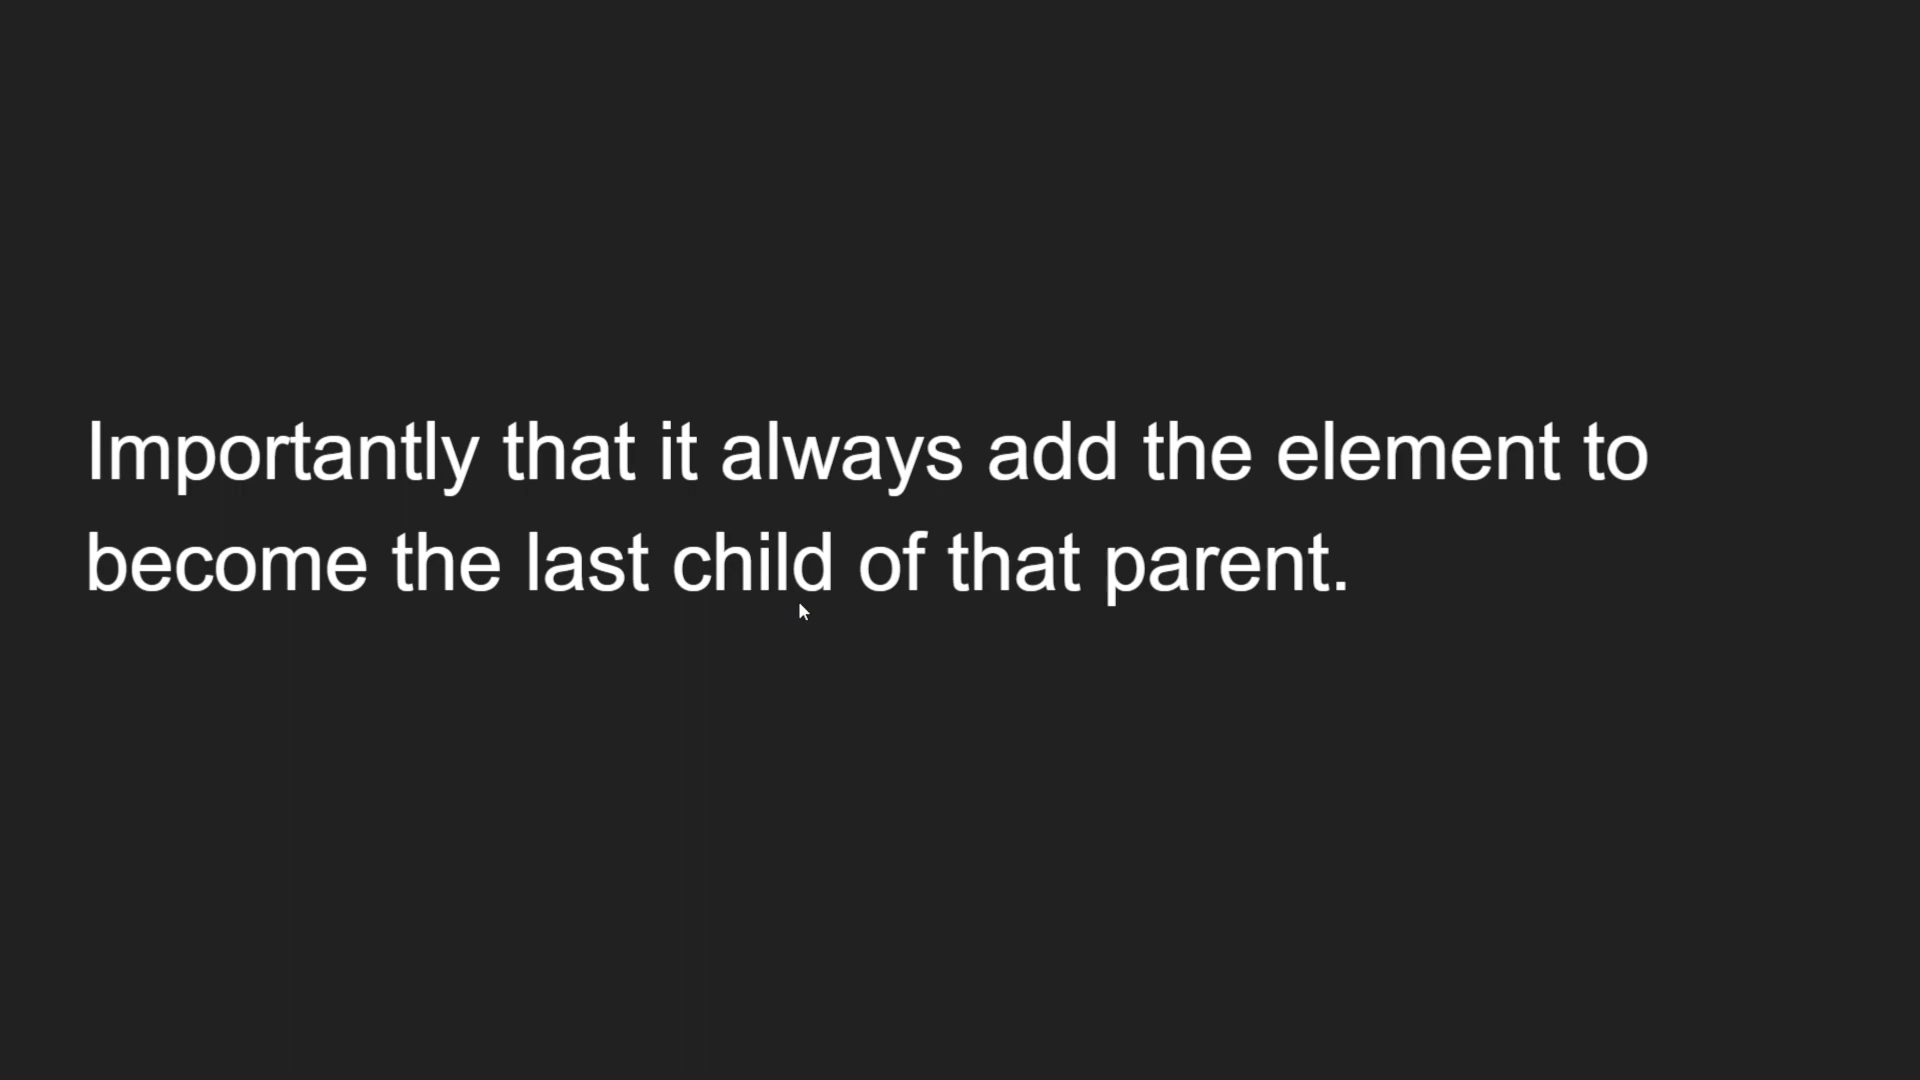 Importantly that it always add the element to
become the last child of that parent.